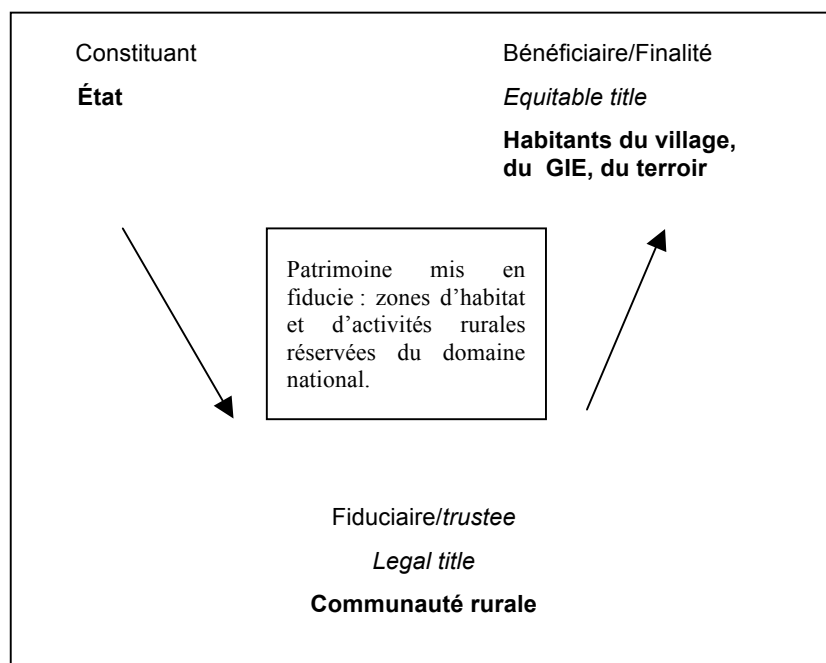 Constituant
État
Bénéficiaire/Finalité
Equitable title
Habitants du village,
du GIE, du terroir
Patrimoine mis en
fiducie : zones d’habitat
et d’activités rurales
réservées du domaine
national.
Fiduciaire/trustee
Legal title
Communauté rurale